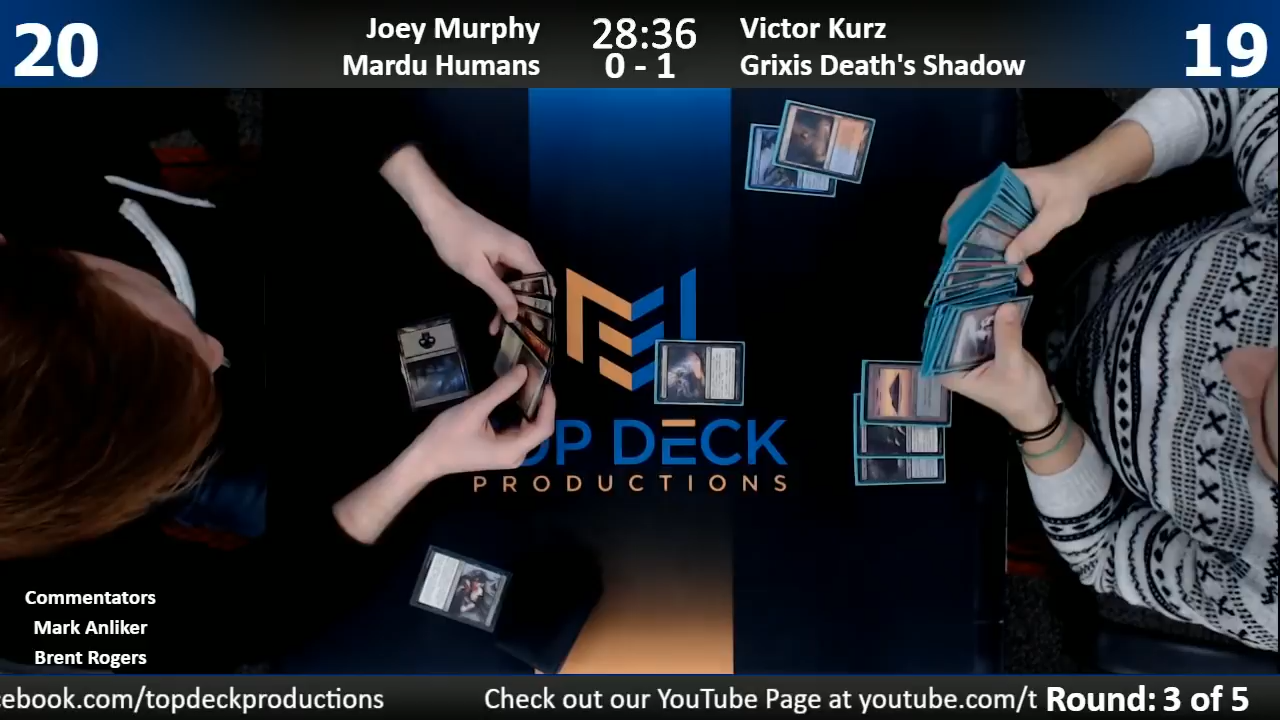 20
Joey Murphy
Mardu Humans
28:36
0 - 1
Victor Kurz
Grixis Death's Shadow
19
TOP DECK
PRODUCTIONS
Commentators
Mark Anliker
Brent Rogers
cebook.com/topdeckproductions
Check out our YouTube Page at youtube.com/t
Round: 3 of 5